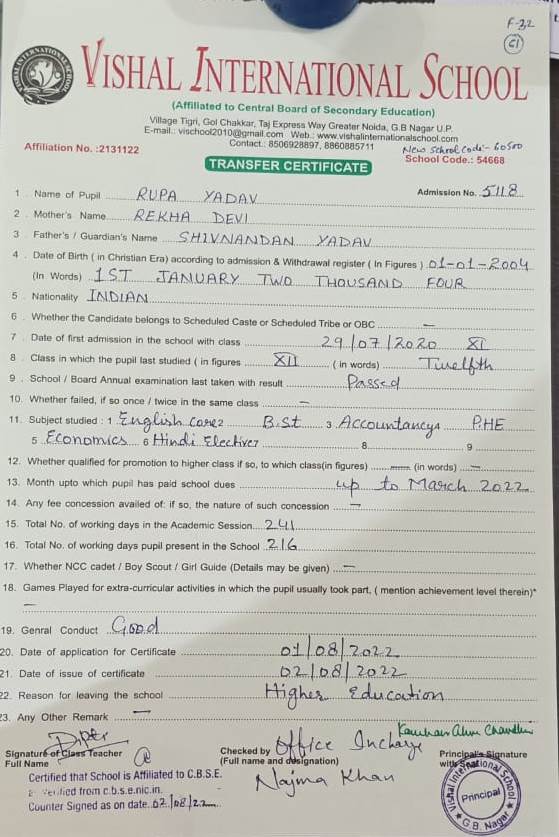 F-32
C1
VISHAL INTERNATIONAL SCHOOL
(Affiliated to Central Board of Secondary Education)
Village Tigri, Gol Chakkar, Taj Express Way Greater Noida, G.B Nagar U.P.
E-mail.: vischool2010@gmail.com Web.: www.vishalinternationalschool.com
Contact.: 8506928897, 8860885711
New School Code:- 60500
Affiliation No. :2131122
School Code.: 54668
TRANSFER CERTIFICATE
1 . Name of Pupil RUPA YADAV Admission No. 5118
2 . Mother's Name REKHA DEVI
3 . Father's / Guardian's Name SHIVNANDAN YADAV
4 . Date of Birth ( in Christian Era) according to admission & Withdrawal register ( In Figures ) 01-01-2004
(In Words) 1ST JANUARY TWO THOUSAND FOUR
5 . Nationality INDIAN
6 . Whether the Candidate belongs to Scheduled Caste or Scheduled Tribe or OBC —
7 . Date of first admission in the school with class 29/07/2020 XI
8 . Class in which the pupil last studied ( in figures XII ( in words) Twelfth
9 . School / Board Annual examination last taken with result Passed
10. Whether failed, if so once / twice in the same class —
11. Subject studied : 1 English core 2 B.St 3 Accountancy 4 P.HE
5 Economics 6 Hindi Elective 7 8 9
12. Whether qualified for promotion to higher class if so, to which class(in figures) — (in words) —
13. Month upto which pupil has paid school dues up to March 2022
14. Any fee concession availed of: if so, the nature of such concession —
15. Total No. of working days in the Academic Session 241
16. Total No. of working days pupil present in the School 216
17. Whether NCC cadet / Boy Scout / Girl Guide (Details may be given) —
18. Games Played for extra-curricular activities in which the pupil usually took part, ( mention achievement level therein)*
—
19. Genral Conduct Good
20. Date of application for Certificate 01/08/2022
21. Date of issue of certificate 02/08/2022
22. Reason for leaving the school Higher Education
23. Any Other Remark —
Signature of Class Teacher
Full Name
Checked by Office Incharge
(Full name and designation)
Najma Khan
Principal's Signature
with Seal
Certified that School is Affiliated to C.B.S.E.
& Verified from c.b.s.e.nic.in.
Counter Signed as on date 02/08/22
Vishal International School
Principal
G.B. Nagar